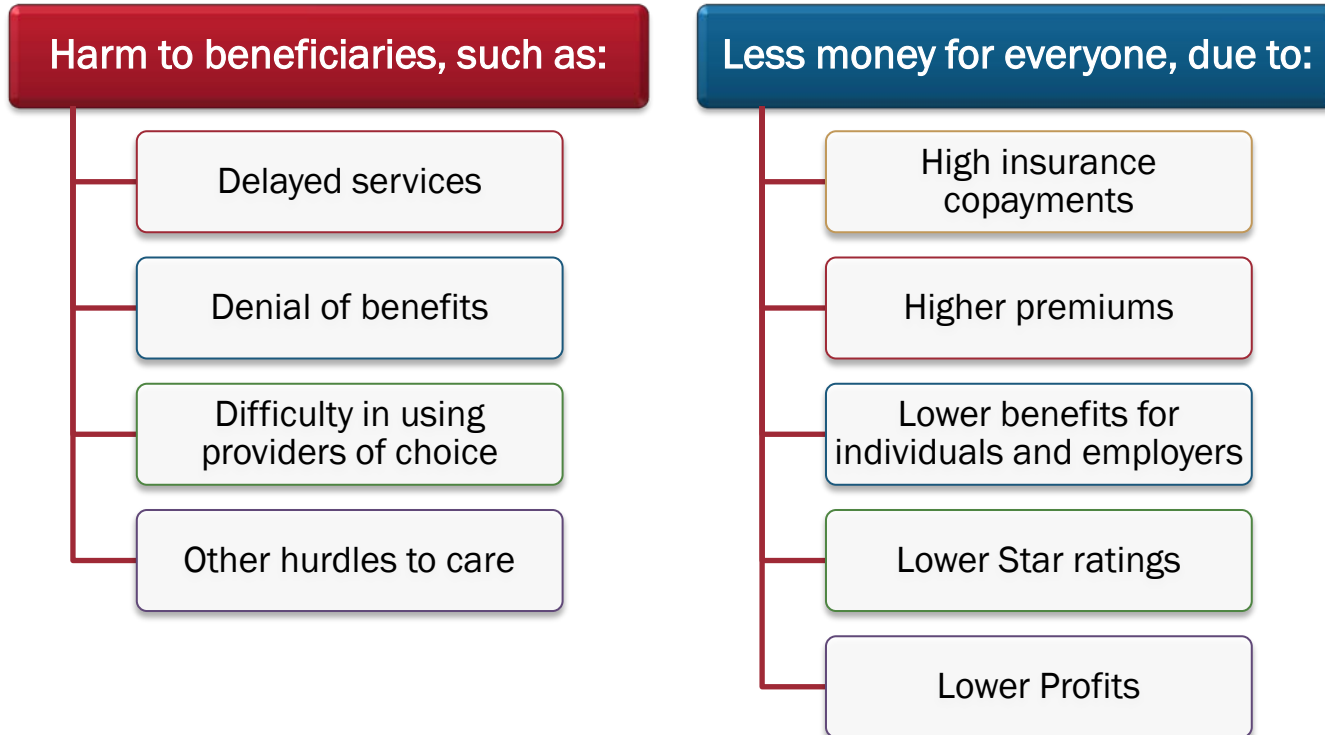 Harm to beneficiaries, such as:
Delayed services
Denial of benefits
Difficulty in using
providers of choice
Other hurdles to care
Less money for everyone, due to:
High insurance
copayments
Higher premiums
Lower benefits for
individuals and employers
Lower Star ratings
Lower Profits